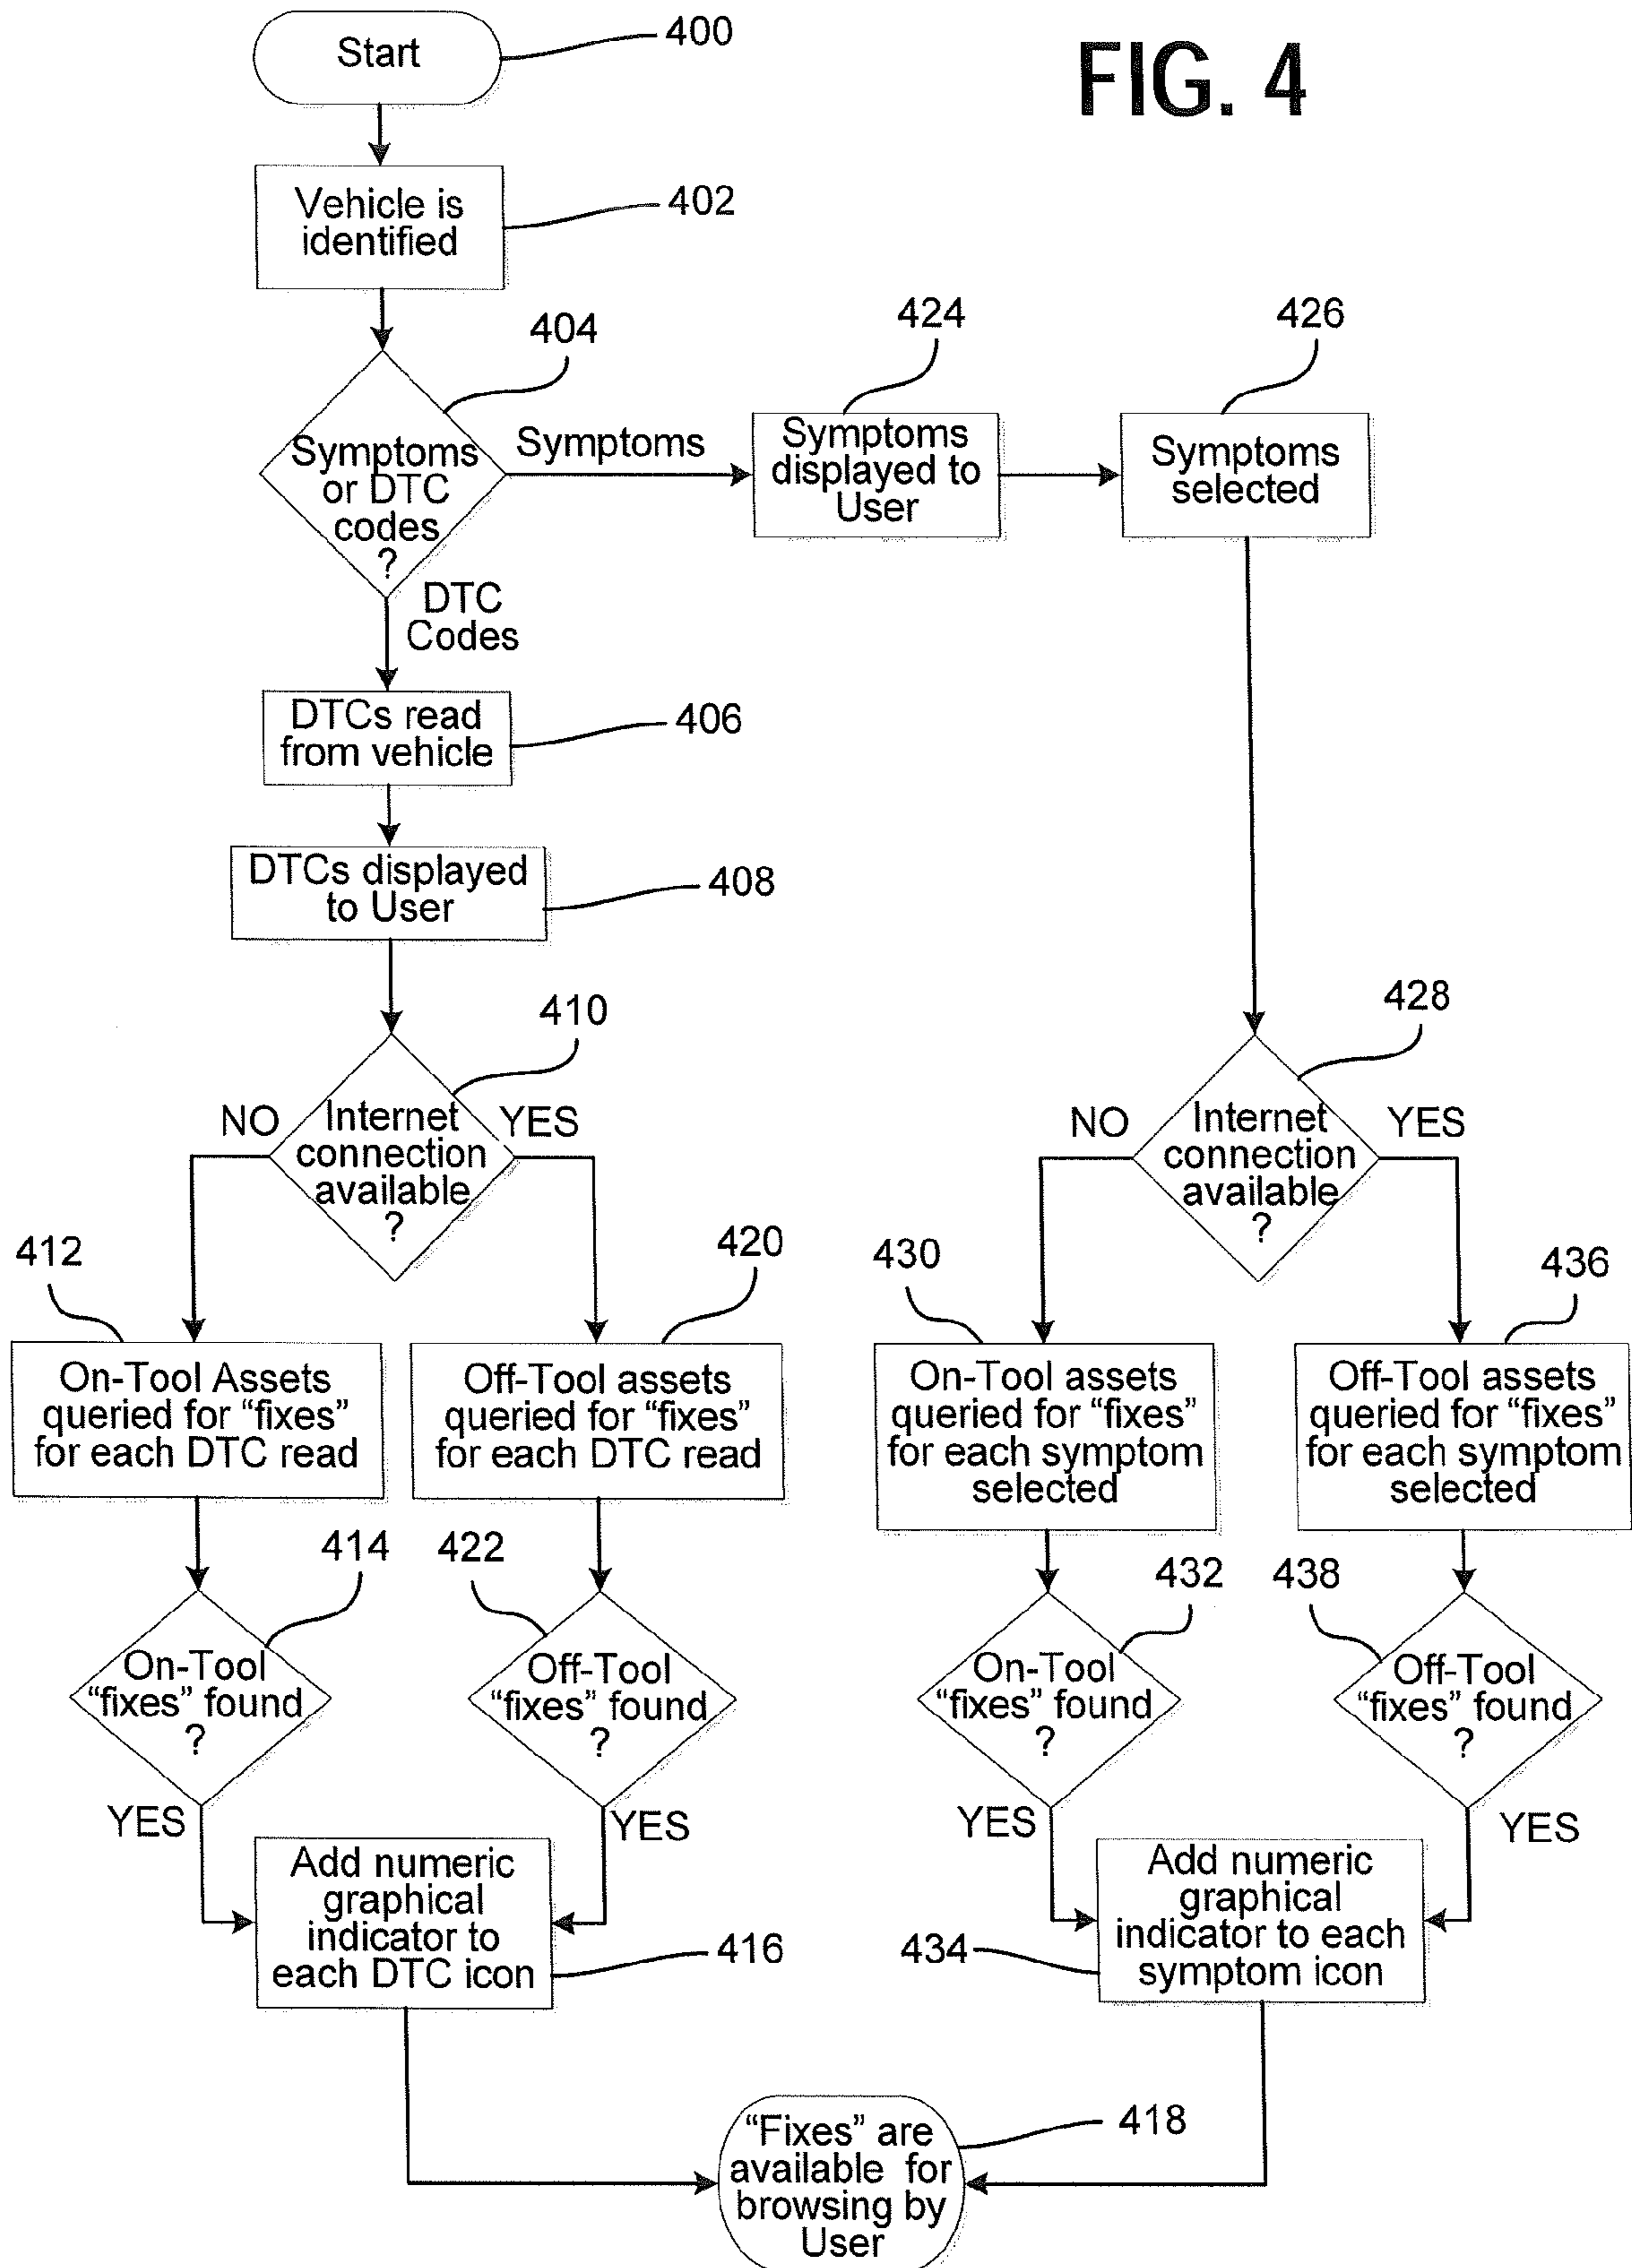 FIG. 4
Start
400
Vehicle is
identified
402
404
Symptoms
or DTC
codes
?
Symptoms
424
Symptoms
displayed to
User
426
Symptoms
selected
DTC
Codes
DTCs read
from vehicle
406
DTCs displayed
to User
408
410
NO
Internet
connection
available
?
YES
428
NO
Internet
connection
available
?
YES
412
On-Tool Assets
queried for “fixes”
for each DTC read
420
Off-Tool assets
queried for “fixes”
for each DTC read
430
On-Tool assets
queried for “fixes”
for each symptom
selected
436
Off-Tool assets
queried for “fixes”
for each symptom
selected
414
On-Tool
“fixes” found
?
YES
422
Off-Tool
“fixes” found
?
YES
432
On-Tool
“fixes” found
?
YES
438
Off-Tool
“fixes” found
?
YES
Add numeric
graphical
indicator to
each DTC icon
416
434
Add numeric
graphical
indicator to each
symptom icon
“Fixes” are
available for
browsing by
User
418